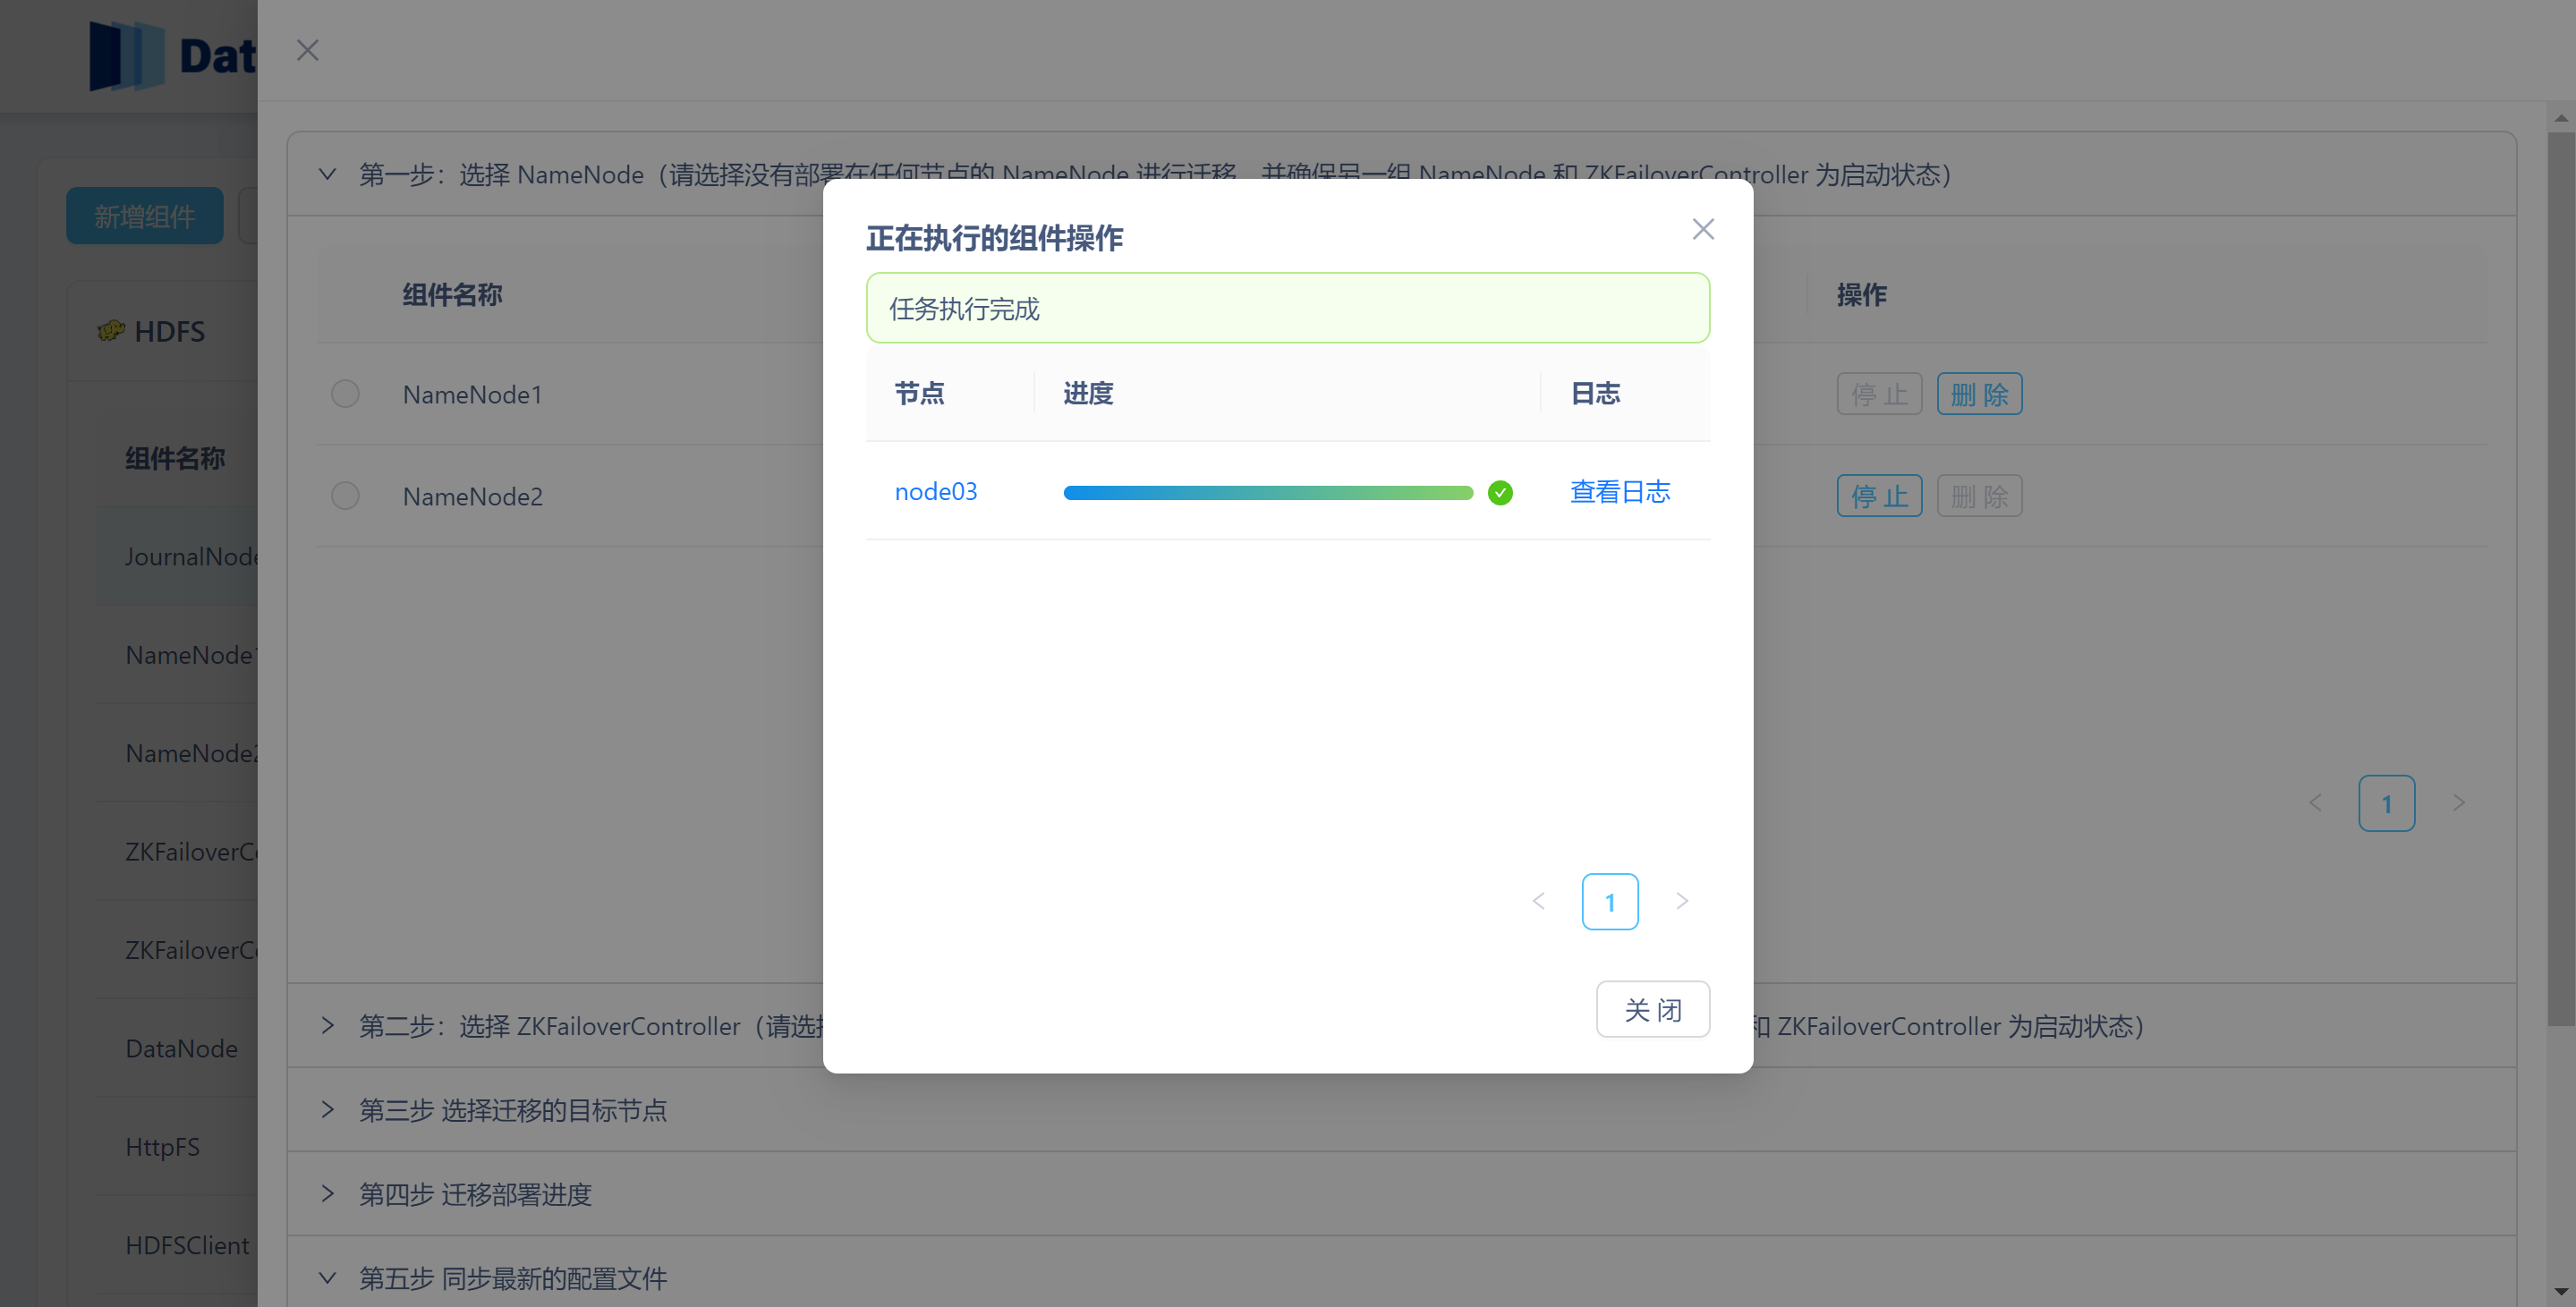 Dat
新增组件
HDFS
组件名称
JournalNode
NameNode1
NameNode2
ZKFailoverCo
ZKFailoverCo
DataNode
HttpFS
HDFSClient
第一步：选择 NameNode（请选择没有部署在任何节点的 NameNode 进行迁移，并确保另一组 NameNode 和 ZKFailoverController 为启动状态）
组件名称
操作
NameNode1
停 止
删 除
NameNode2
停 止
删 除
1
第二步：选择 ZKFailoverController（请选择
和 ZKFailoverController 为启动状态）
第三步 选择迁移的目标节点
第四步 迁移部署进度
第五步 同步最新的配置文件
正在执行的组件操作
任务执行完成
节点
进度
日志
node03
查看日志
1
关 闭